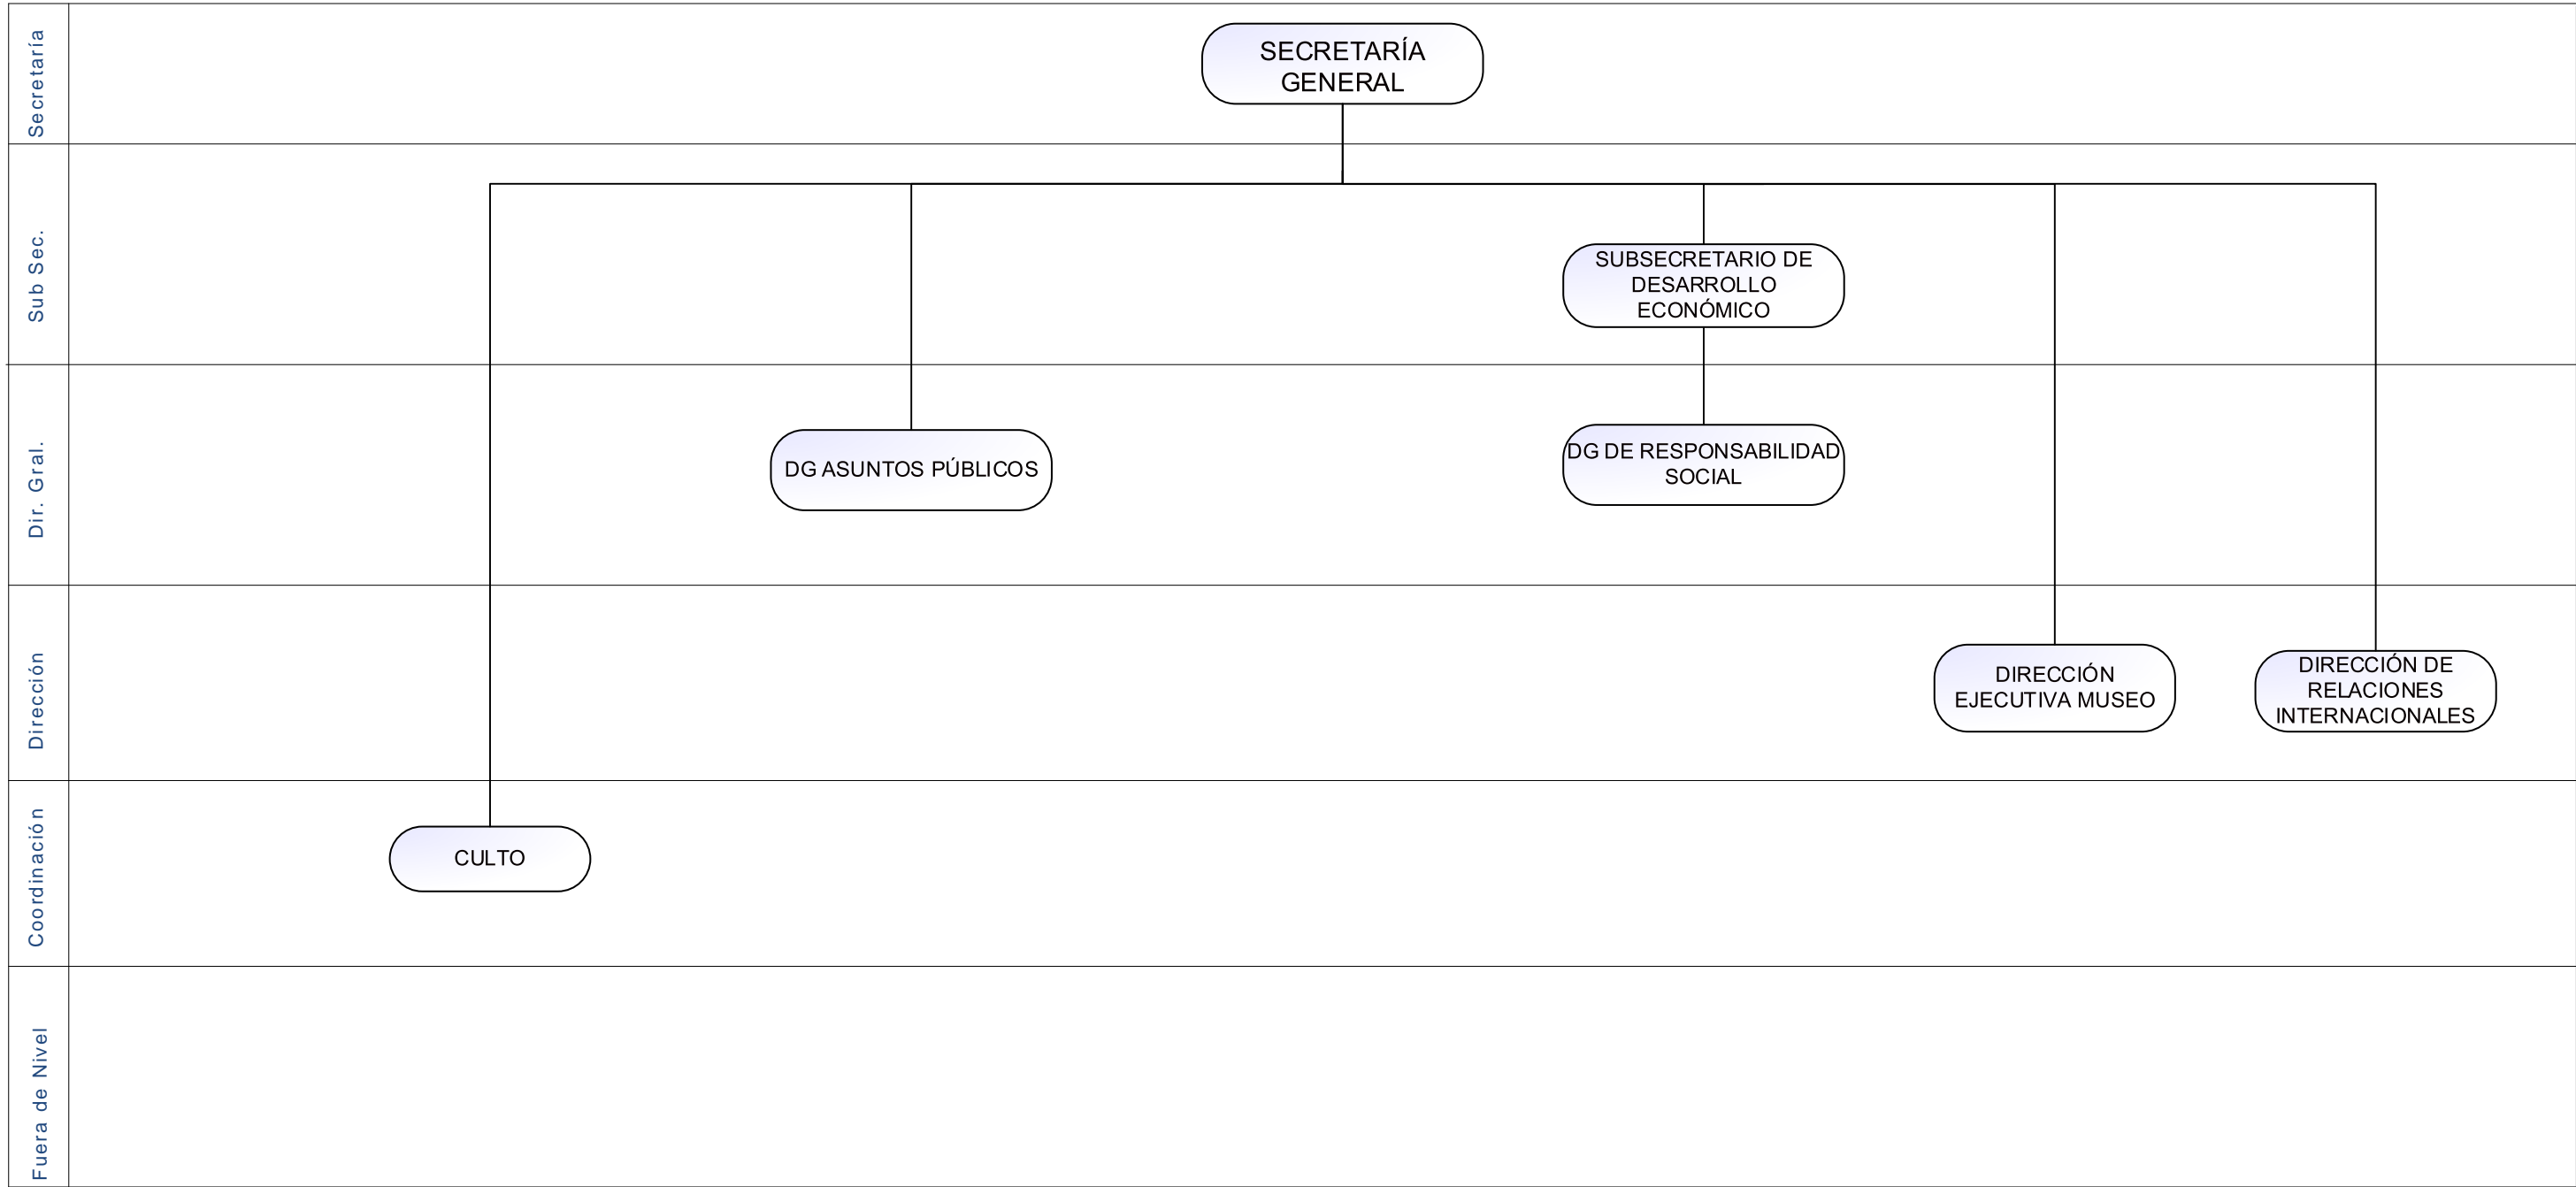 Secretaría
SECRETARÍA
GENERAL
Sub Sec.
SUBSECRETARIO DE
DESARROLLO
ECONÓMICO
Dir. Gral.
DG ASUNTOS PÚBLICOS
DG DE RESPONSABILIDAD
SOCIAL
Dirección
DIRECCIÓN
EJECUTIVA MUSEO
DIRECCIÓN DE
RELACIONES
INTERNACIONALES
Coordinación
CULTO
Fuera de Nivel